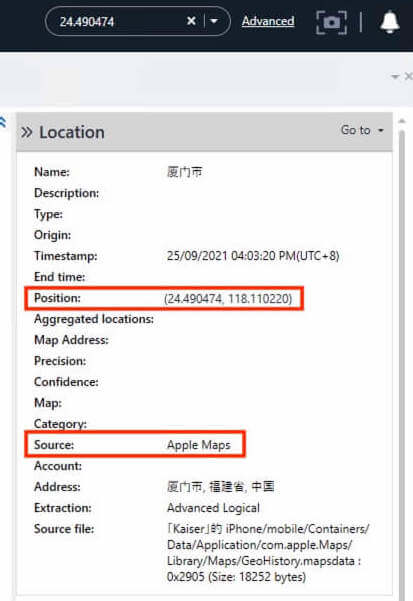 24.490474
Advanced
Location
Go to
Name: 厦门市
Description:
Type:
Origin:
Timestamp: 25/09/2021 04:03:20 PM(UTC+8)
End time:
Position: (24.490474, 118.110220)
Aggregated locations:
Map Address:
Precision:
Confidence:
Map:
Category:
Source: Apple Maps
Account:
Address: 厦门市, 福建省, 中国
Extraction: Advanced Logical
Source file: 「Kaiser」的 iPhone/mobile/Containers/
Data/Application/com.apple.Maps/
Library/Maps/GeoHistory.mapsdata :
0x2905 (Size: 18252 bytes)